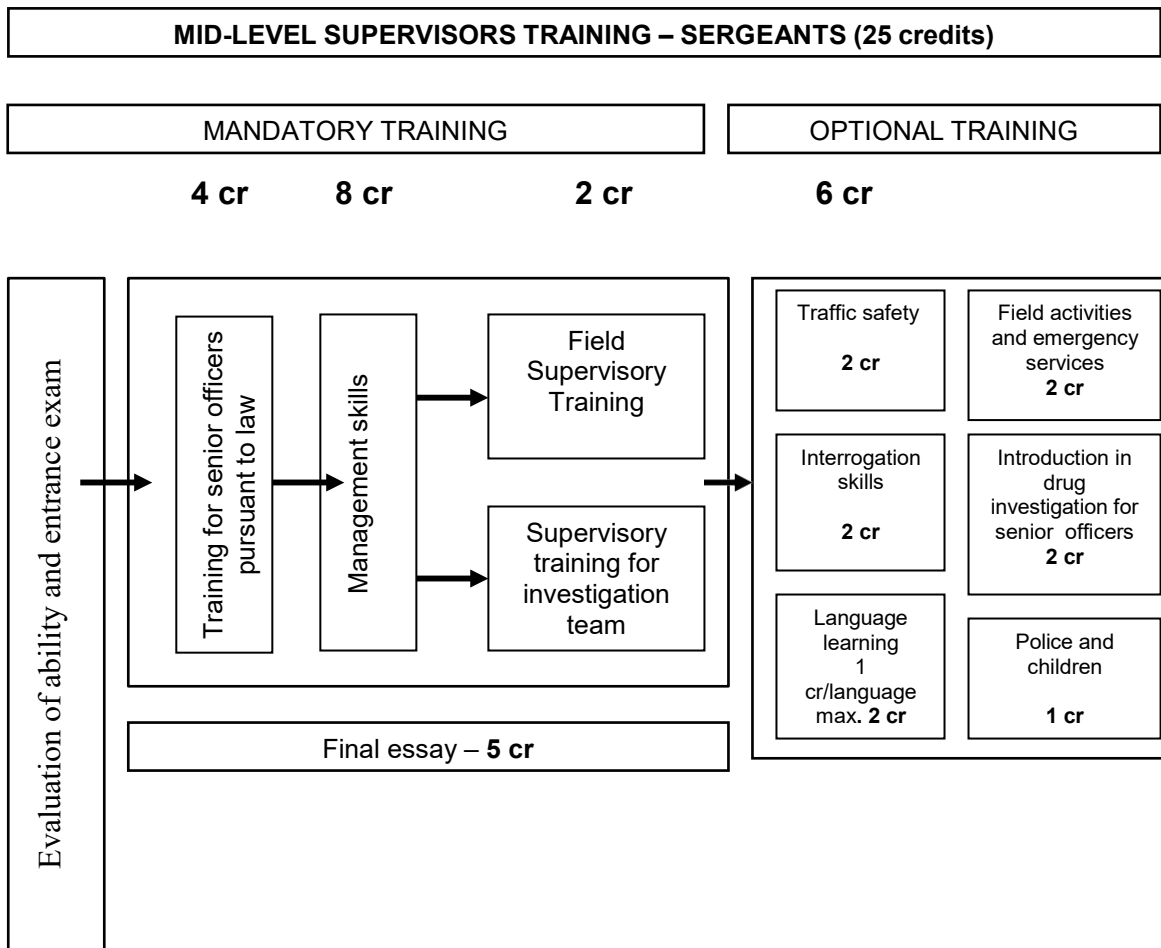 MID-LEVEL SUPERVISORS TRAINING – SERGEANTS (25 credits)
MANDATORY TRAINING
OPTIONAL TRAINING
4 cr
8 cr
2 cr
6 cr
Evaluation of ability and entrance exam
Training for senior officers
pursuant to law
Management skills
Field
Supervisory
Training
Supervisory
training for
investigation
team
Final essay – 5 cr
Traffic safety
2 cr
Field activities
and emergency
services
2 cr
Interrogation
skills
2 cr
Introduction in
drug
investigation for
senior officers
2 cr
Language
learning
1
cr/language
max. 2 cr
Police and
children
1 cr